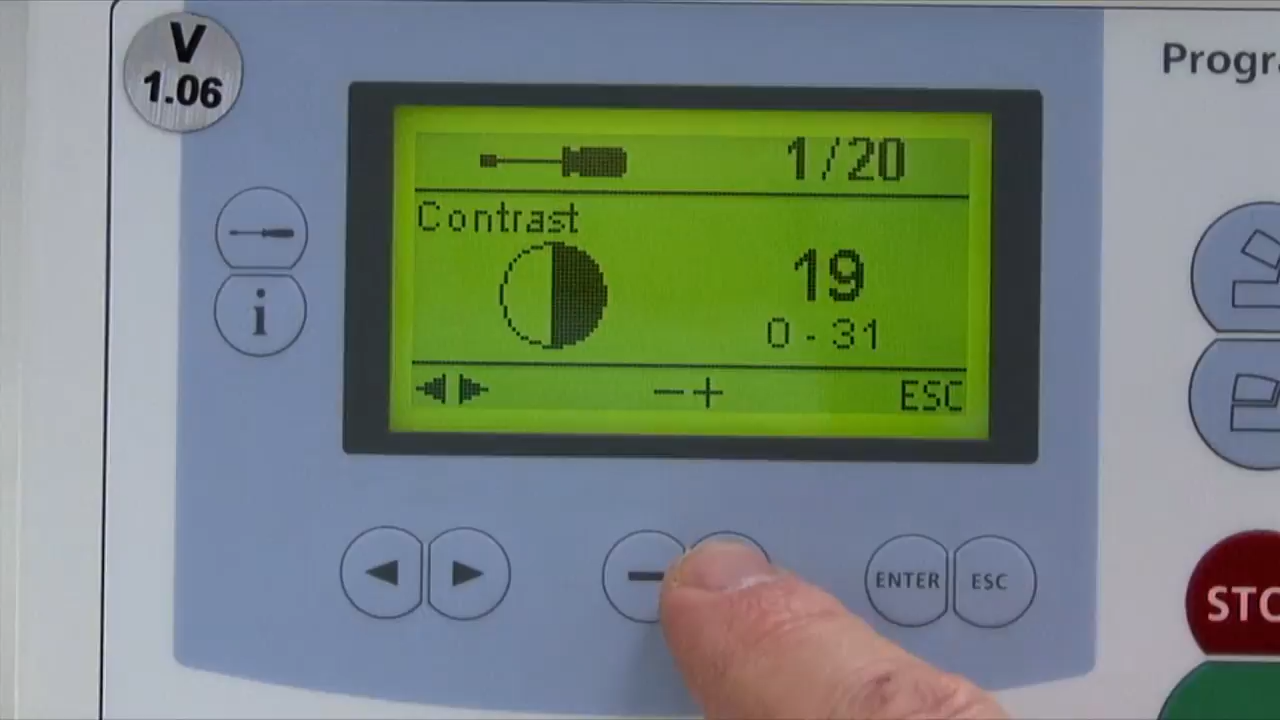 V
1.06
Progr
1/20
Contrast
19
0 - 31
- +
ESC
i
-
ENTER
ESC
STO